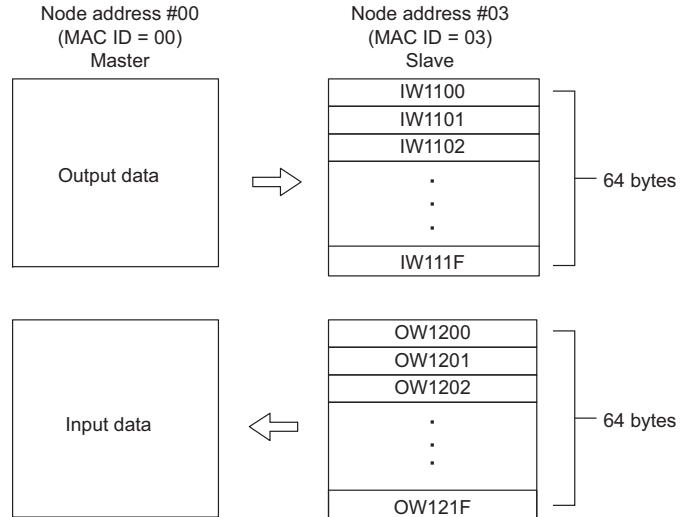 Node address #00
(MAC ID = 00)
Master
Node address #03
(MAC ID = 03)
Slave
Output data
IW1100
IW1101
IW1102
.
.
.
IW111F
64 bytes
Input data
OW1200
OW1201
OW1202
.
.
.
OW121F
64 bytes